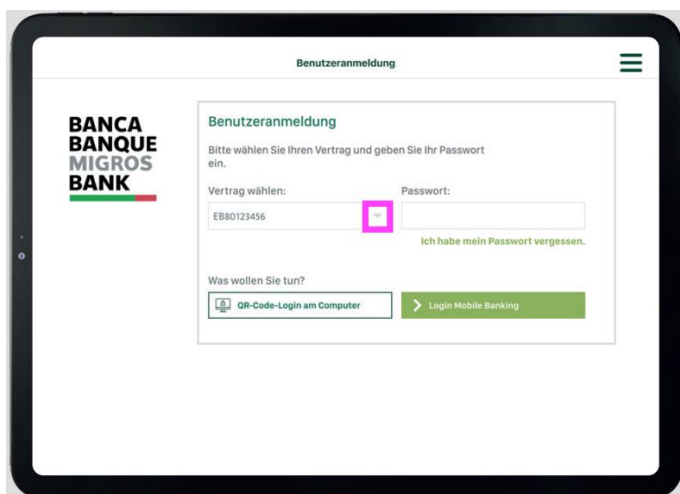 Benutzeranmeldung
BANCA
BANQUE
MIGROS
BANK
Benutzeranmeldung
Bitte wählen Sie Ihren Vertrag und geben Sie Ihr Passwort
ein.
Vertrag wählen:
Passwort:
EB80123456
Ich habe mein Passwort vergessen.
Was wollen Sie tun?
QR-Code-Login am Computer
Login Mobile Banking